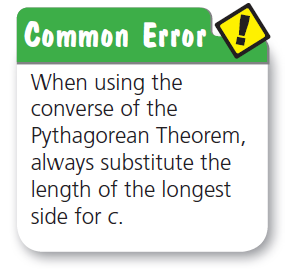 Common Error
When using the
converse of the
Pythagorean Theorem,
always substitute the
length of the longest
side for c.